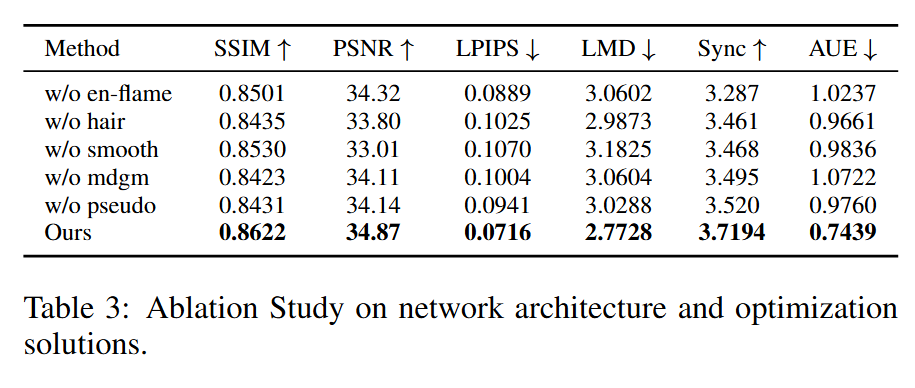 Method SSIM ↑ PSNR ↑ LPIPS ↓ LMD ↓ Sync ↑ AUE ↓
w/o en-flame 0.8501 34.32 0.0889 3.0602 3.287 1.0237
w/o hair 0.8435 33.80 0.1025 2.9873 3.461 0.9661
w/o smooth 0.8530 33.01 0.1070 3.1825 3.468 0.9836
w/o mdgm 0.8423 34.11 0.1004 3.0604 3.495 1.0722
w/o pseudo 0.8431 34.14 0.0941 3.0288 3.520 0.9760
Ours 0.8622 34.87 0.0716 2.7728 3.7194 0.7439
Table 3: Ablation Study on network architecture and optimization
solutions.